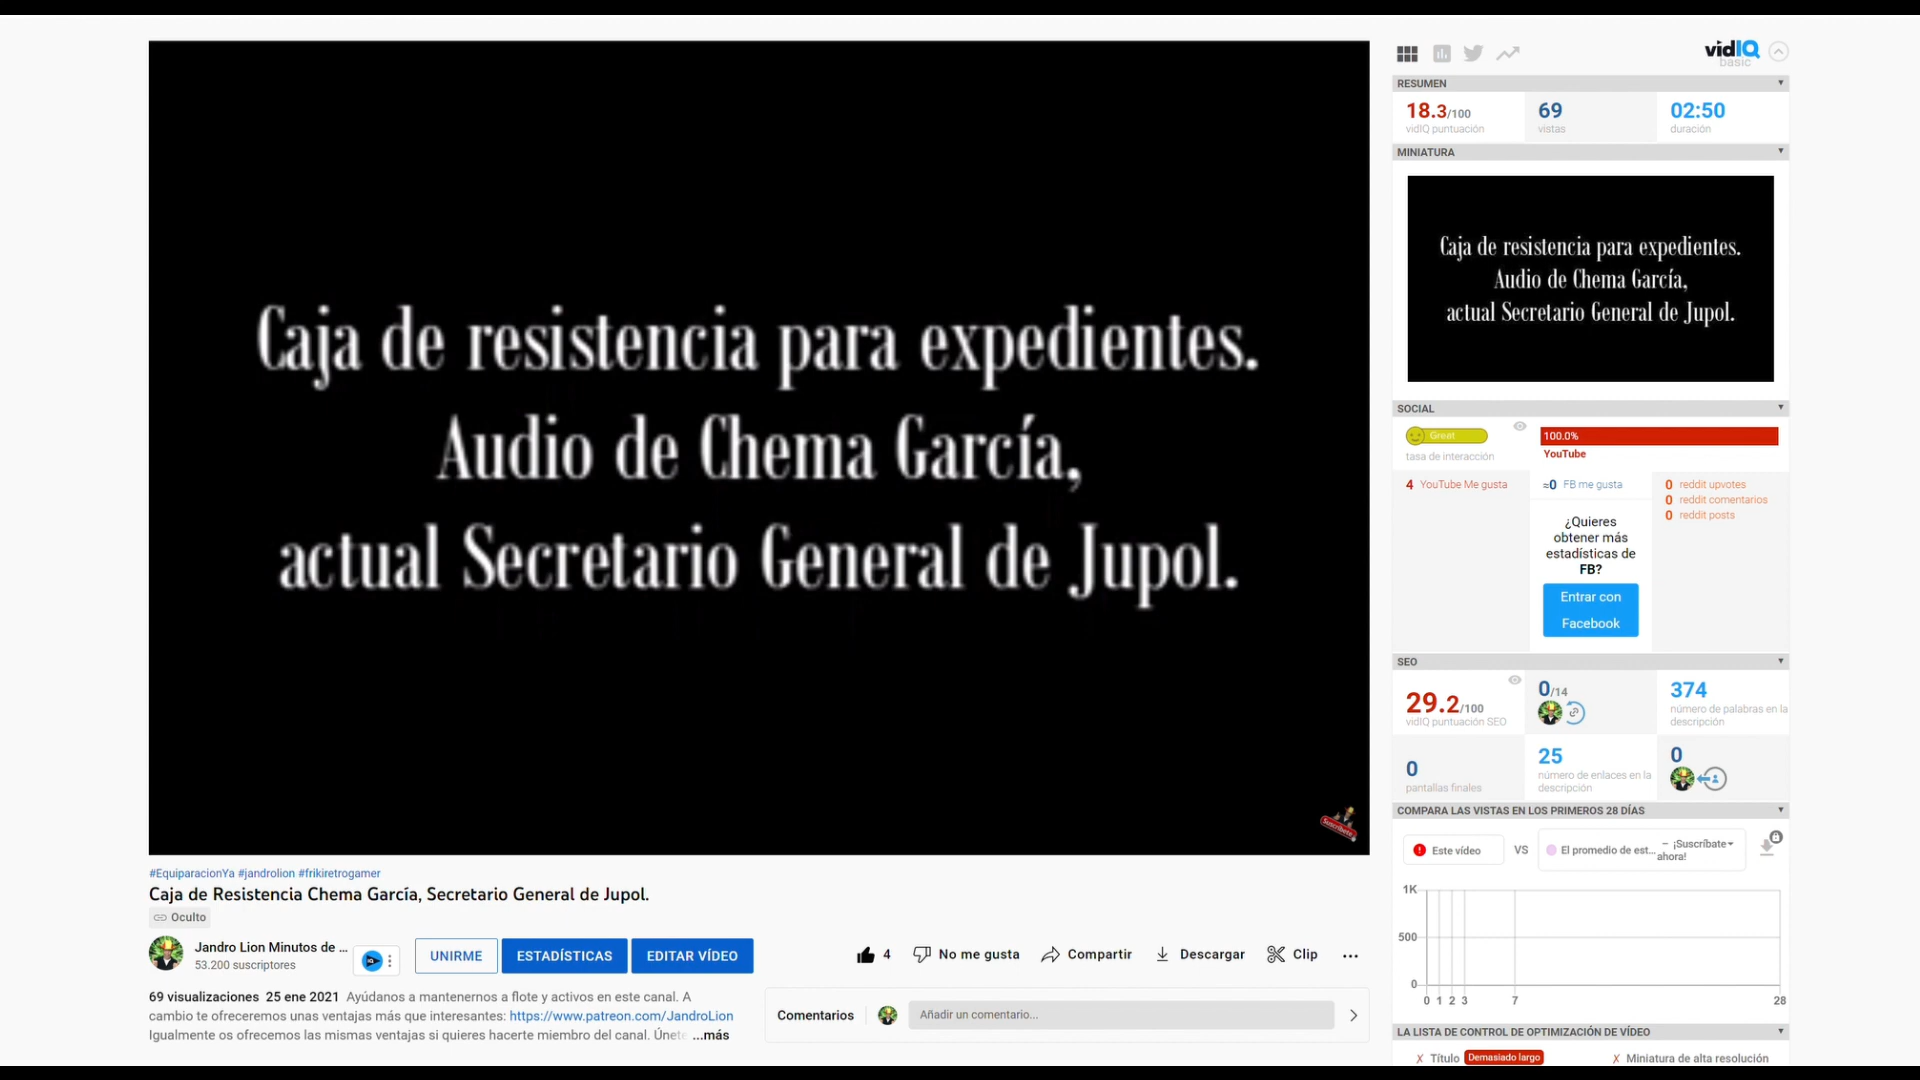 Caja de resistencia para expedientes.
Audio de Chema García,
actual Secretario General de Jupol.
Suscríbete
#EquiparacionYa #jandrolion #frikiretrogamer
Caja de Resistencia Chema García, Secretario General de Jupol.
Oculto
Jandro Lion Minutos de ...
53.200 suscriptores
UNIRME
ESTADÍSTICAS
EDITAR VÍDEO
4
No me gusta
Compartir
Descargar
Clip
69 visualizaciones 25 ene 2021 Ayúdanos a mantenernos a flote y activos en este canal. A
cambio te ofreceremos unas ventajas más que interesantes: https://www.patreon.com/JandroLion
Igualmente os ofrecemos las mismas ventajas si quieres hacerte miembro del canal. Únete ...más
Comentarios
Añadir un comentario...
vidIQ
basic
RESUMEN
18.3/100
vidIQ puntuación
69
vistas
02:50
duración
MINIATURA
Caja de resistencia para expedientes.
Audio de Chema García,
actual Secretario General de Jupol.
SOCIAL
Great
tasa de interacción
100.0%
YouTube
4 YouTube Me gusta
≈0 FB me gusta
¿Quieres
obtener más
estadísticas de
FB?
Entrar con
Facebook
0 reddit upvotes
0 reddit comentarios
0 reddit posts
SEO
29.2/100
vidIQ puntuación SEO
0/14
374
número de palabras en la
descripción
0
pantallas finales
25
número de enlaces en la
descripción
0
COMPARA LAS VISTAS EN LOS PRIMEROS 28 DÍAS
Este vídeo
VS
El promedio de est...
– ¡Suscríbate
ahora!
1K
500
0
0 1 2 3 7 28
LA LISTA DE CONTROL DE OPTIMIZACIÓN DE VÍDEO
X Título Demasiado largo
X Miniatura de alta resolución